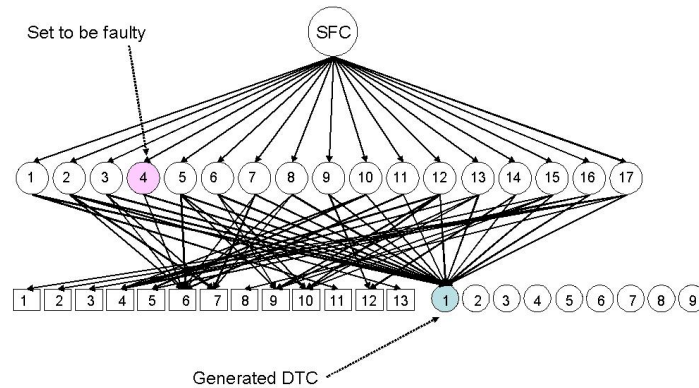 Set to be faulty
SFC
1 2 3 4 5 6 7 8 9 10 11 12 13 14 15 16 17
1 2 3 4 5 6 7 8 9 10 11 12 13 1 2 3 4 5 6 7 8 9
Generated DTC